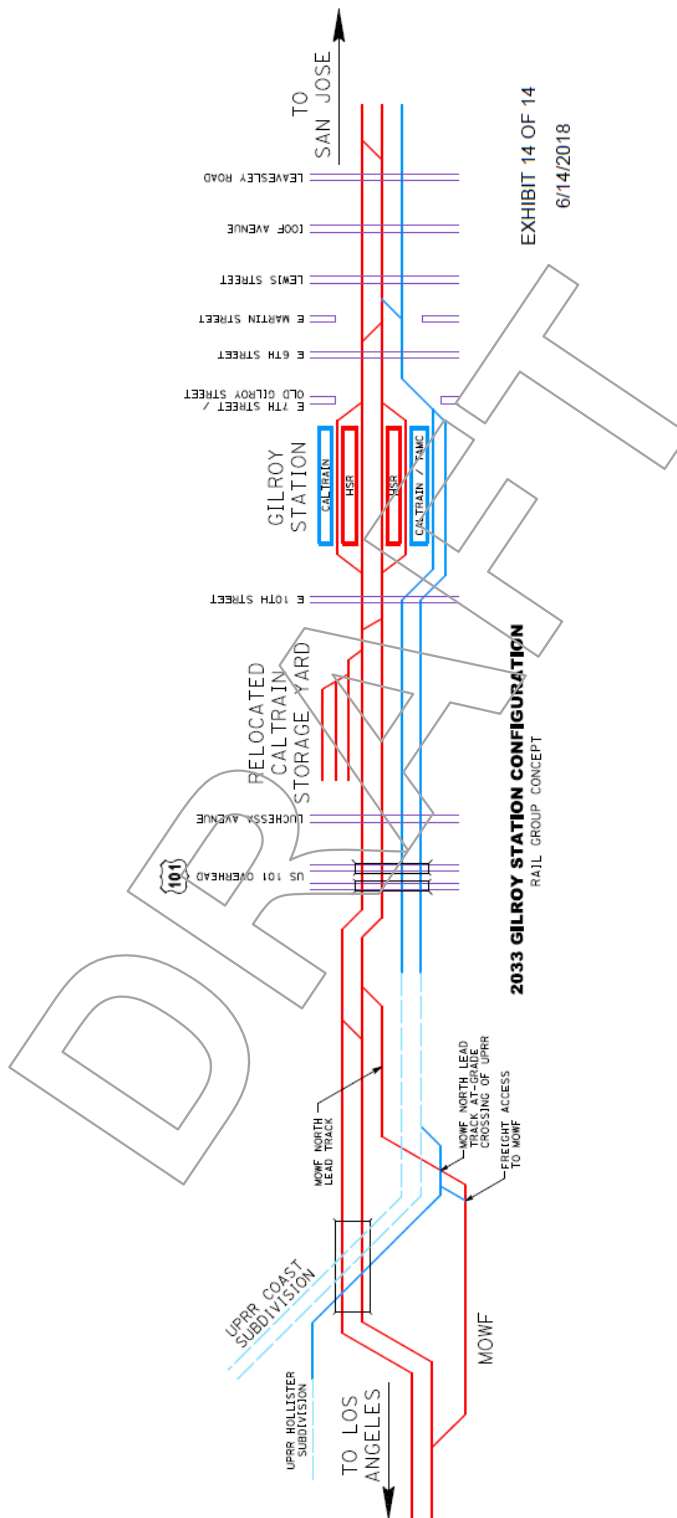 TO
SAN JOSE
LEAVESLEY ROAD
IOOF AVENUE
LEWIS STREET
E MARTIN STREET
E 6TH STREET
E 7TH STREET /
OLD GILROY STREET
GILROY
STATION
CALTRAIN
HSR
HSR
CALTRAIN / TAMC
E 10TH STREET
RELOCATED
CALTRAIN
STORAGE YARD
LUCHESSA AVENUE
US 101 OVERHEAD
101
MOWF NORTH
LEAD TRACK
MOWF NORTH LEAD
TRACK AT-GRADE
CROSSING OF UPRR
FREIGHT ACCESS
TO MOWF
UPRR COAST
SUBDIVISION
UPRR HOLLISTER
SUBDIVISION
MOWF
TO LOS
ANGELES
2033 GILROY STATION CONFIGURATION
RAIL GROUP CONCEPT
EXHIBIT 14 OF 14
6/14/2018
DRAFT